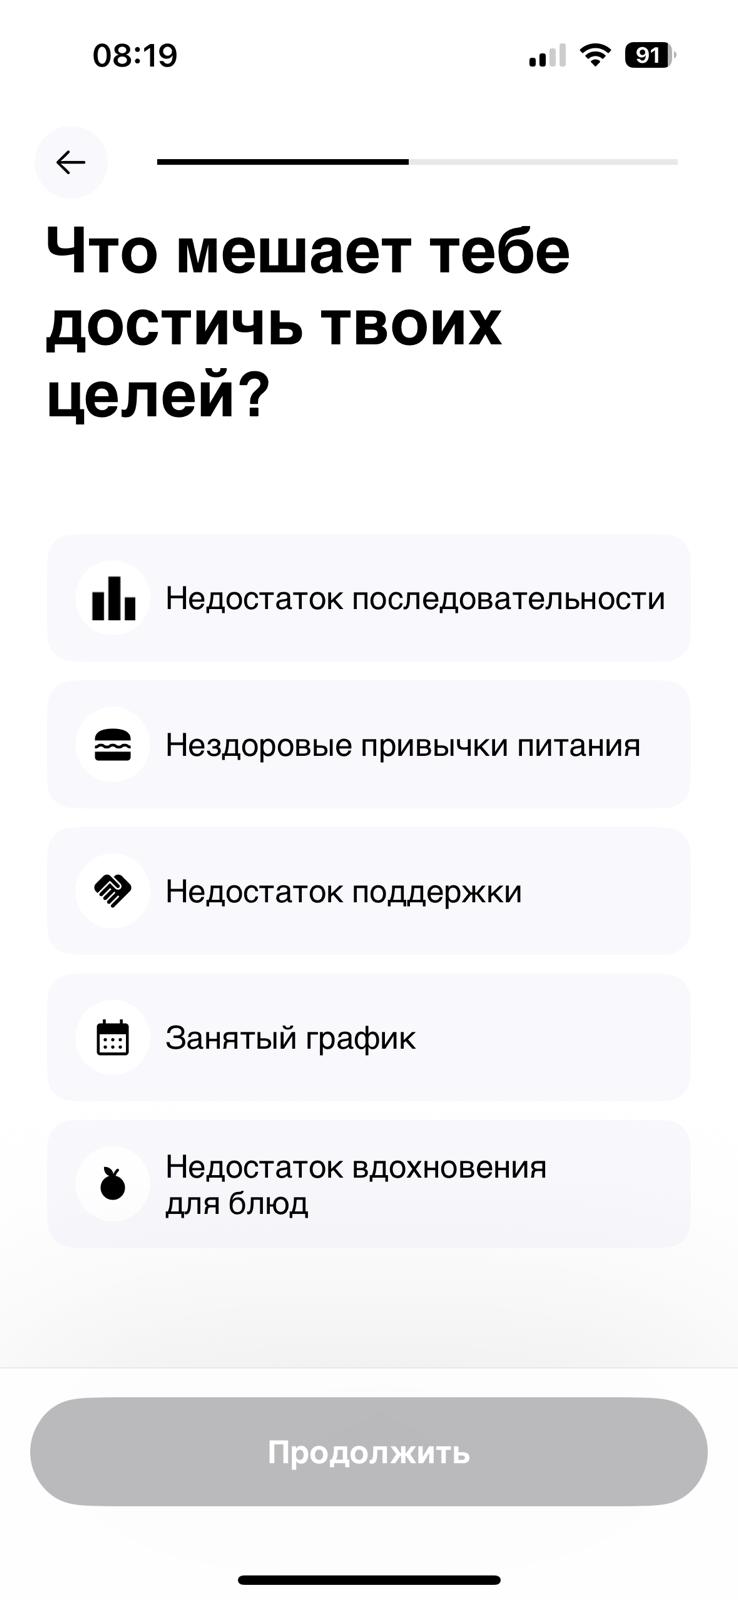 08:19
91
Что мешает тебе
достичь твоих
целей?
Недостаток последовательности
Нездоровые привычки питания
Недостаток поддержки
Занятый график
Недостаток вдохновения
для блюд
Продолжить